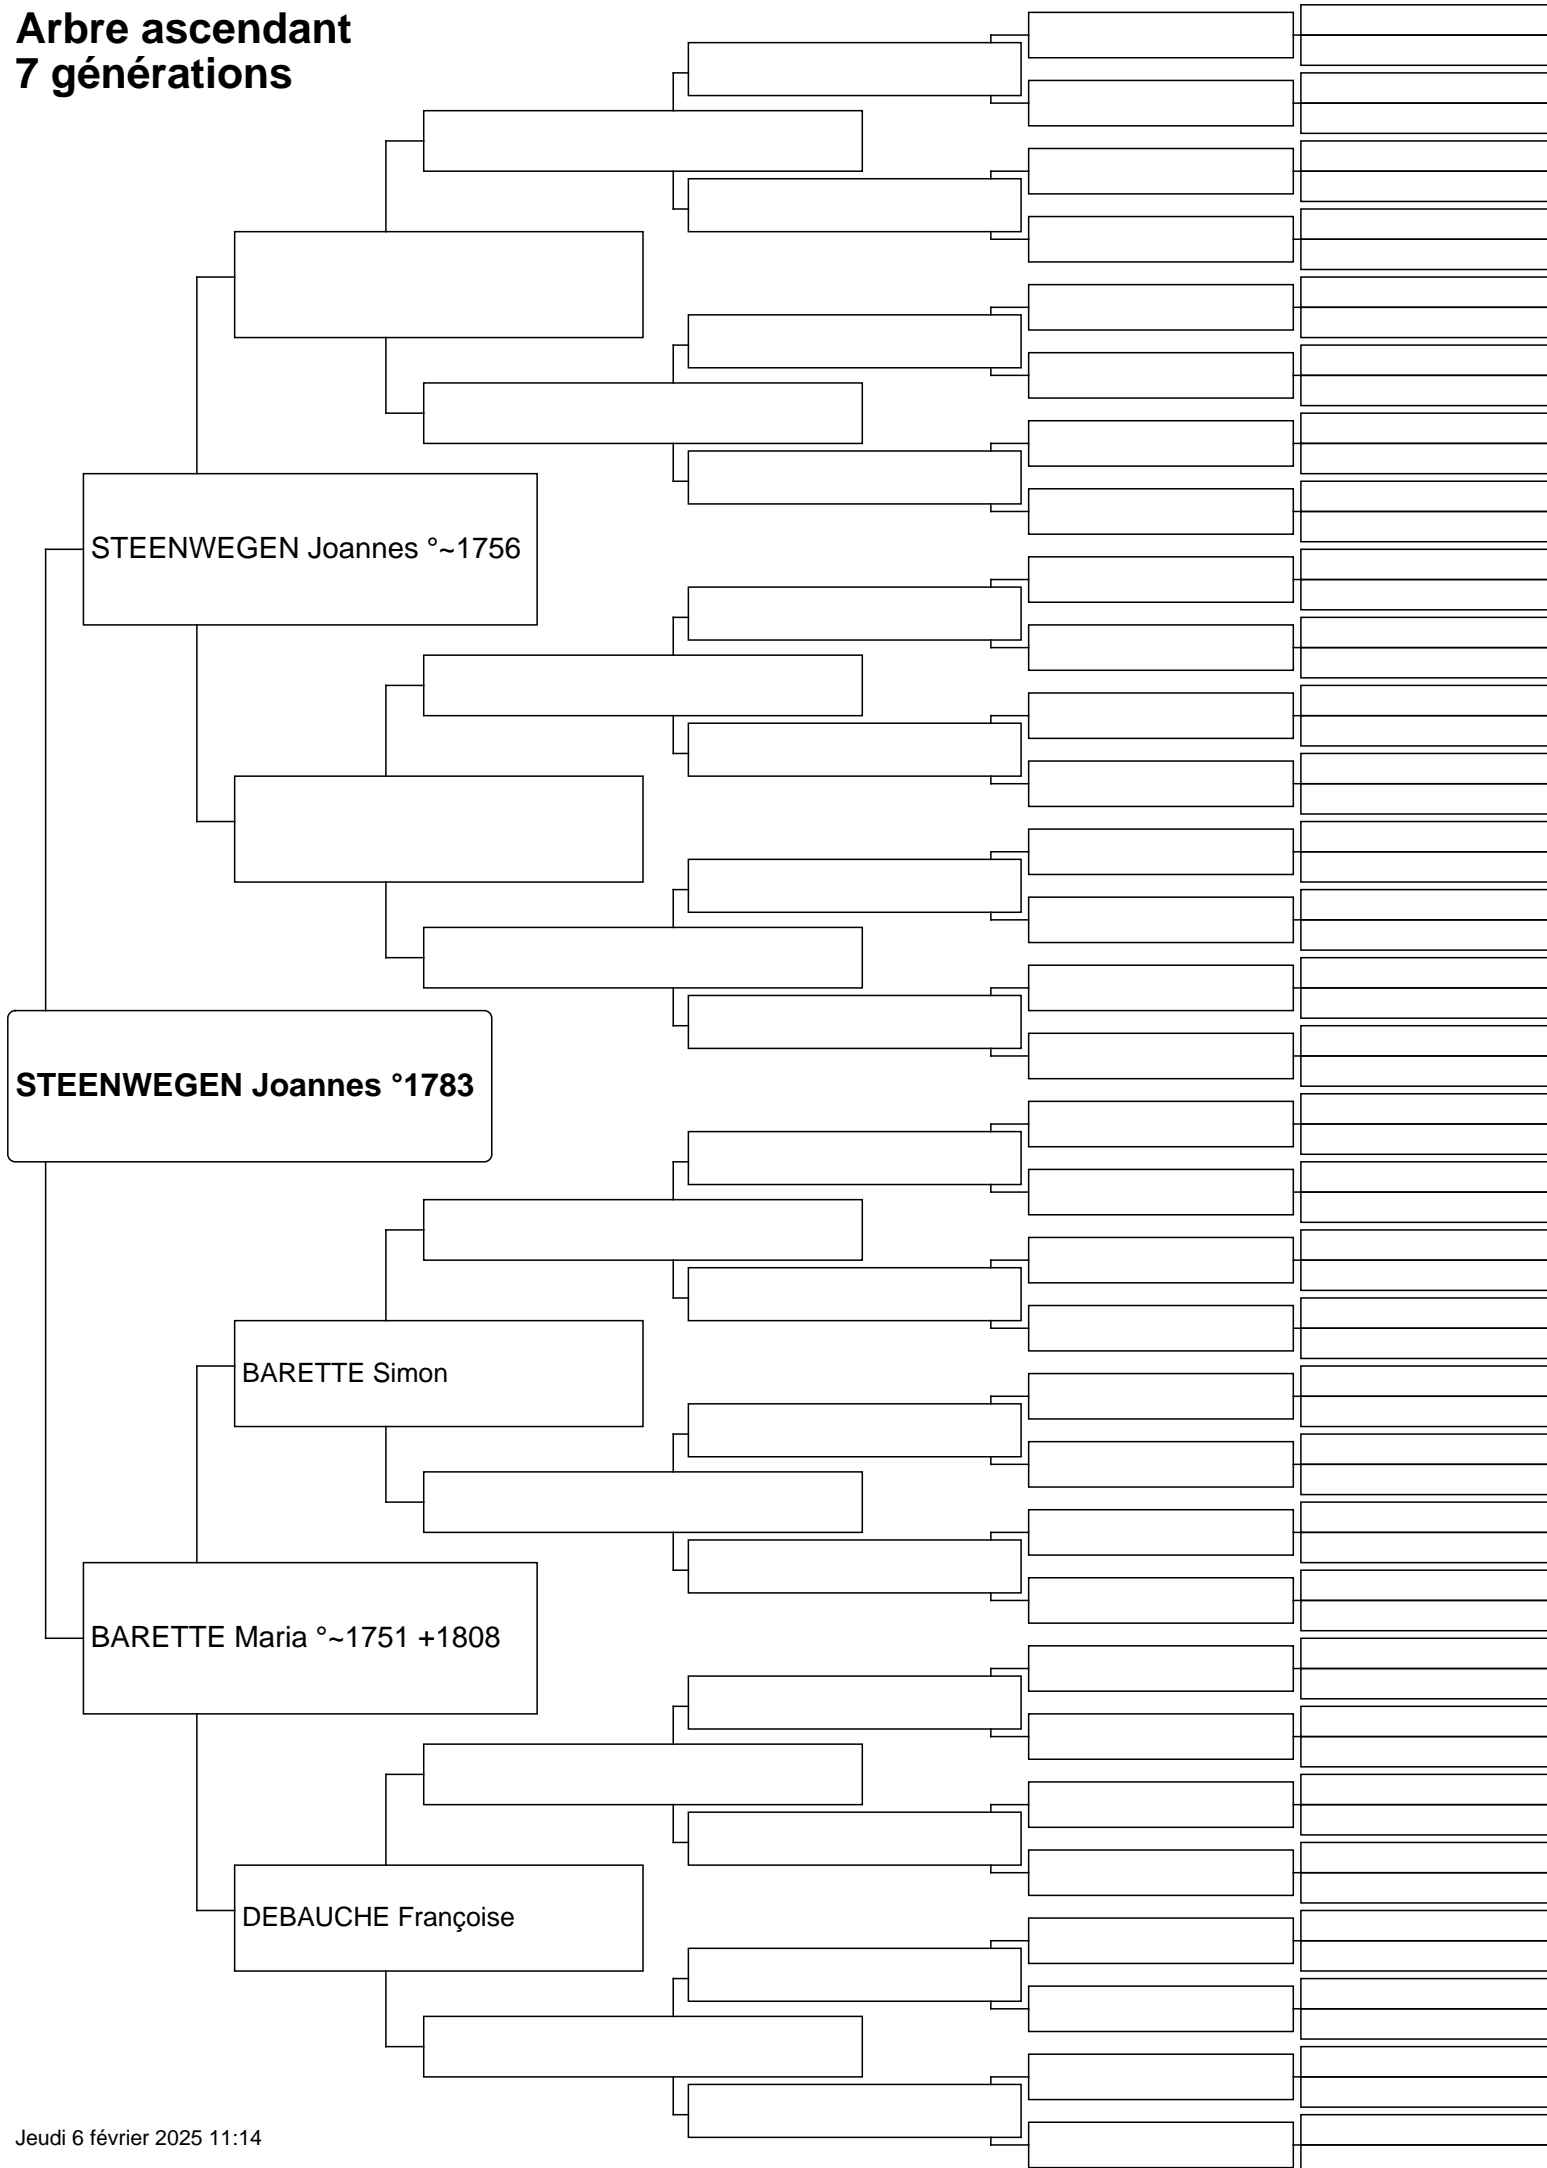 Arbre ascendant
7 générations
STEENWEGEN Joannes °~1756
STEENWEGEN Joannes °1783
BARETTE Simon
BARETTE Maria °~1751 +1808
DEBAUCHE Françoise
Jeudi 6 février 2025 11:14